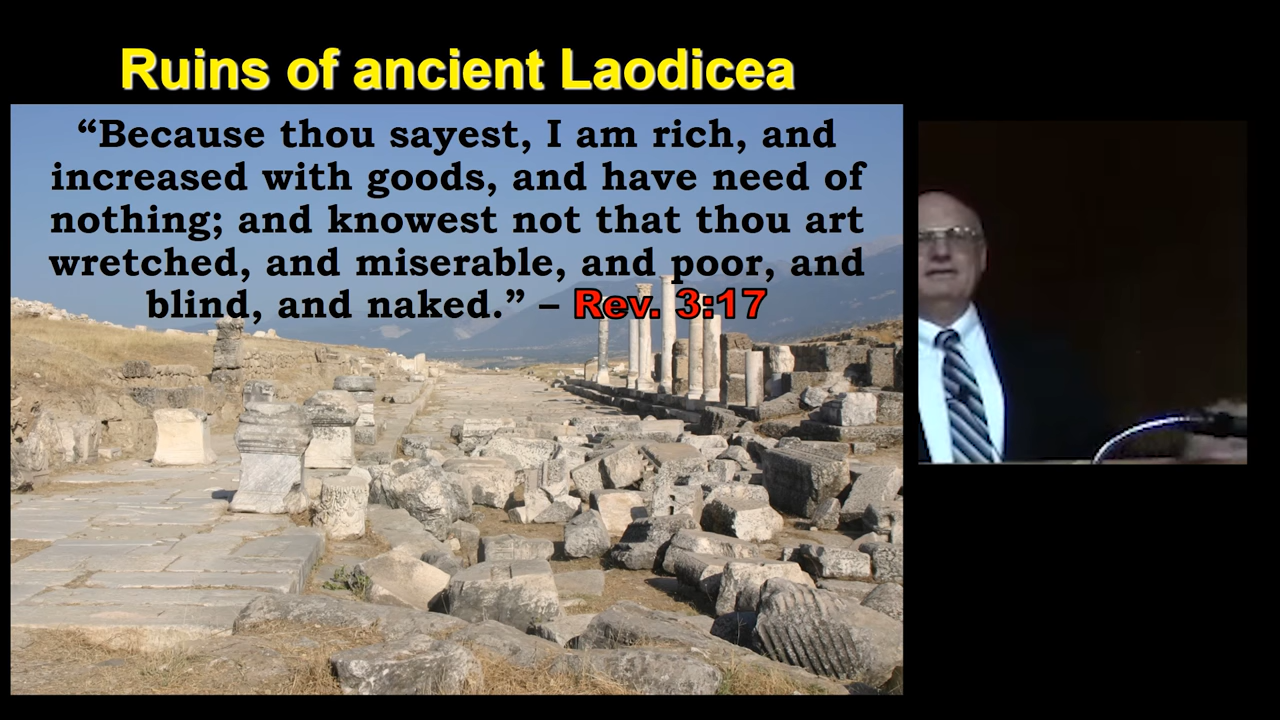 Ruins of ancient Laodicea
“Because thou sayest, I am rich, and
increased with goods, and have need of
nothing; and knowest not that thou art
wretched, and miserable, and poor, and
blind, and naked.” – Rev. 3:17